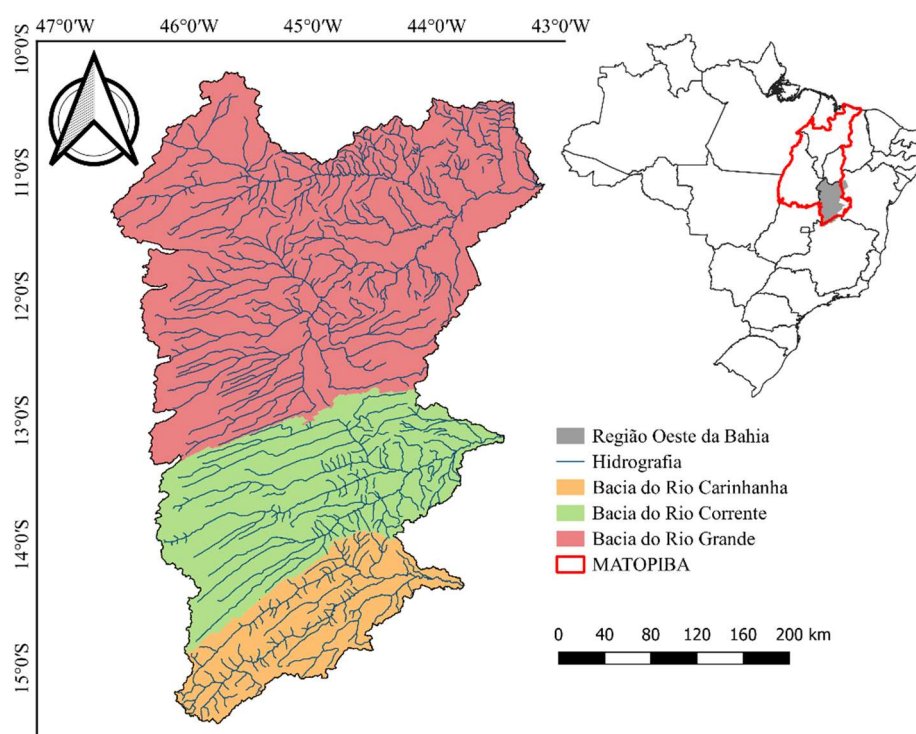 47°0'W 46°0'W 45°0'W 44°0'W 43°0'W
10°0'S
11°0'S
12°0'S
13°0'S
14°0'S
15°0'S
Região Oeste da Bahia
Hidrografia
Bacia do Rio Carinhanha
Bacia do Rio Corrente
Bacia do Rio Grande
MATOPIBA
0 40 80 120 160 200 km